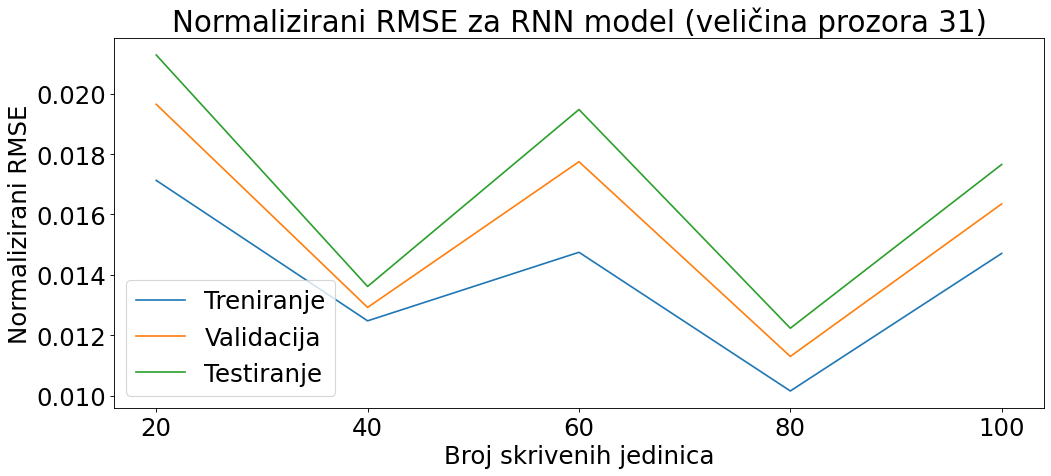 Normalizirani RMSE za RNN model (veličina prozora 31)
Normalizirani RMSE
0.020
0.018
0.016
0.014
0.012
0.010
Treniranje
Validacija
Testiranje
20 40 60 80 100
Broj skrivenih jedinica